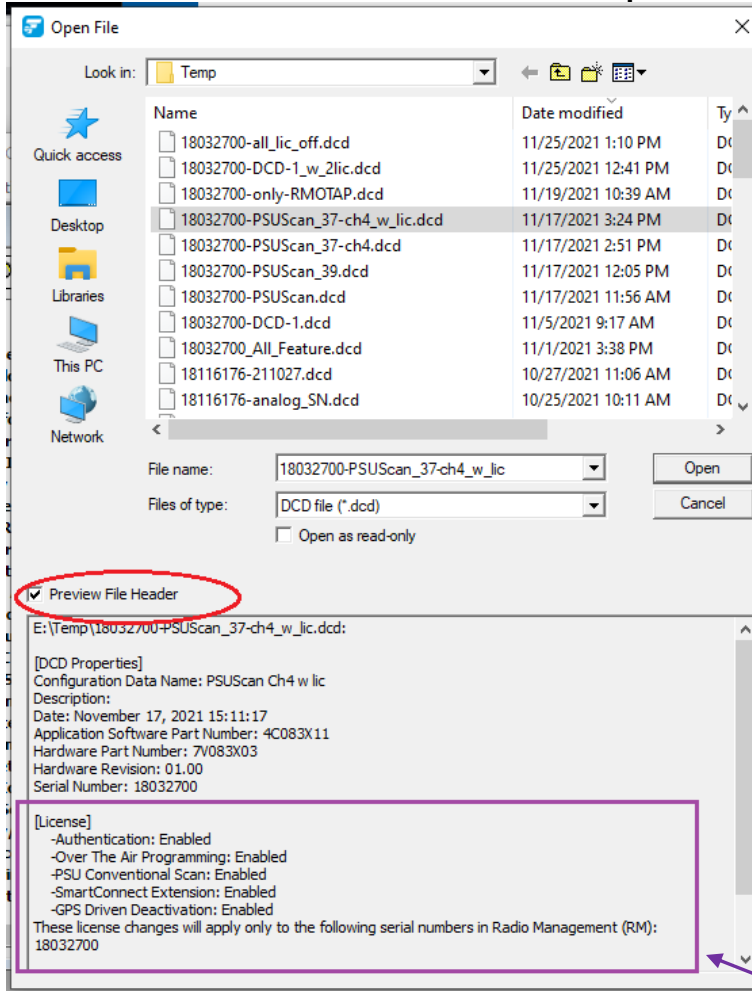 Open File
Look in:
Temp
Name
Date modified
Ty
18032700-all_lic_off.dcd 11/25/2021 1:10 PM
18032700-DCD-1_w_2lic.dcd 11/25/2021 12:41 PM
18032700-only-RMOTAP.dcd 11/19/2021 10:39 AM
18032700-PSUScan_37-ch4_w_lic.dcd 11/17/2021 3:24 PM
18032700-PSUScan_37-ch4.dcd 11/17/2021 2:51 PM
18032700-PSUScan_39.dcd 11/17/2021 12:05 PM
18032700-PSUScan.dcd 11/17/2021 11:56 AM
18032700-DCD-1.dcd 11/5/2021 9:17 AM
18032700_All_Feature.dcd 11/1/2021 3:38 PM
18116176-211027.dcd 10/27/2021 11:06 AM
18116176-analog_SN.dcd 10/25/2021 10:11 AM
Quick access
Desktop
Libraries
This PC
Network
File name:
18032700-PSUScan_37-ch4_w_lic
Open
Files of type:
DCD file (*.dcd)
Cancel
Open as read-only
Preview File Header
E:\Temp\18032700-PSUScan_37-ch4_w_lic.dcd:
[DCD Properties]
Configuration Data Name: PSUScan Ch4 w lic
Description:
Date: November 17, 2021 15:11:17
Application Software Part Number: 4C083X11
Hardware Part Number: 7V083X03
Hardware Revision: 01.00
Serial Number: 18032700
[License]
-Authentication: Enabled
-Over The Air Programming: Enabled
-PSU Conventional Scan: Enabled
-SmartConnect Extension: Enabled
-GPS Driven Deactivation: Enabled
These license changes will apply only to the following serial numbers in Radio Management (RM):
18032700